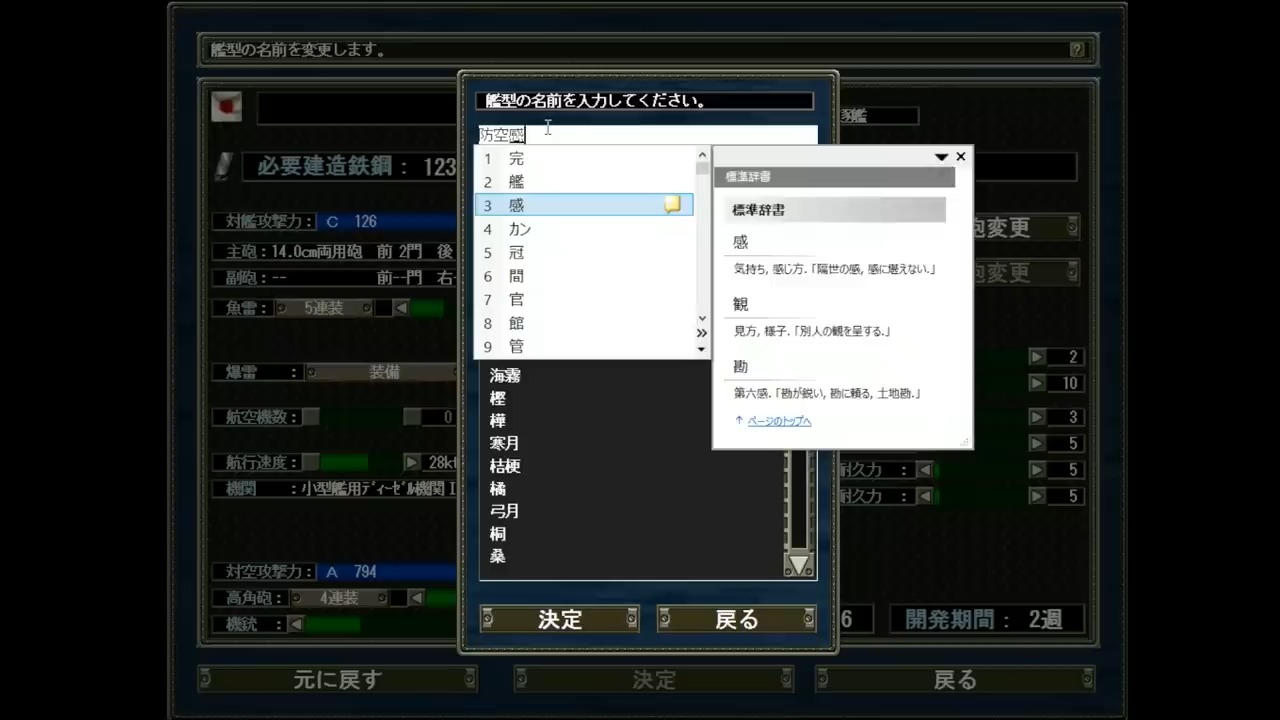 艦型の名前を変更します。
?
艦型の名前を入力してください。
防空感
1 完
2 艦
3 感
4 カン
5 冠
6 間
7 官
8 館
9 管
標準辞書
標準辞書
感
気持ち, 感じ方.「隔世の感, 感に堪えない.」
観
見方, 様子.「別人の観を呈する.」
勘
第六感.「勘が鋭い, 勘に頼る, 土地勘.」
↑ ページのトップへ
海霧
樫
樺
寒月
桔梗
橘
弓月
桐
桑
決定
戻る
必要建造鉄鋼： 123
対艦攻撃力： C 126
主砲：14.0cm両用砲 前 2門 後
副砲：-- 前--門 右
魚雷： 5連装
爆雷 ： 装備
航空機数： 0
航行速度： 28kt
機関 ：小型艦用ﾃﾞｨｰｾﾞﾙ機関 I
対空攻撃力： A 794
高角砲： 4連装
機銃 ：
逐艦
砲変更
砲変更
2
10
3
5
耐久力 ： 5
耐久力 ： 5
6
開発期間： 2週
元に戻す
決定
戻る